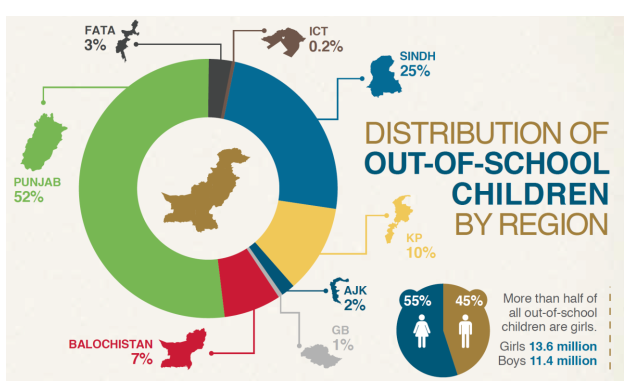 FATA
3%
ICT
0.2%
SINDH
25%
DISTRIBUTION OF
OUT-OF-SCHOOL
CHILDREN
BY REGION
PUNJAB
52%
KP
10%
AJK
2%
GB
1%
BALOCHISTAN
7%
55%
45%
More than half of
all out-of-school
children are girls.
Girls 13.6 million
Boys 11.4 million